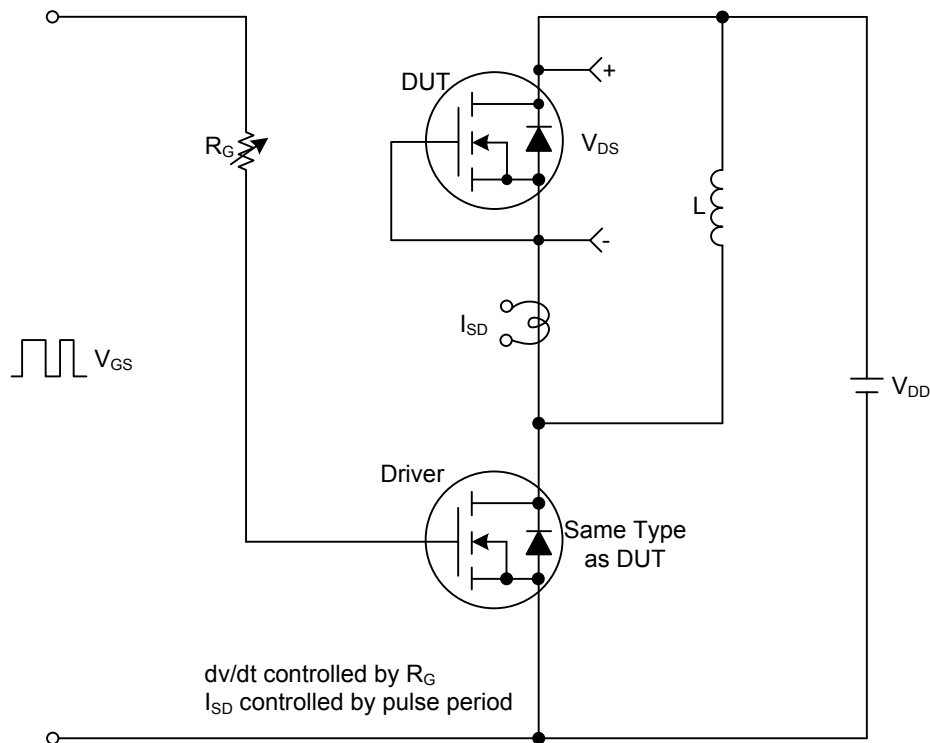 DUT
+
R_G
V_DS
L
-
I_SD
V_GS
V_DD
Driver
Same Type
as DUT
dv/dt controlled by R_G
I_SD controlled by pulse period